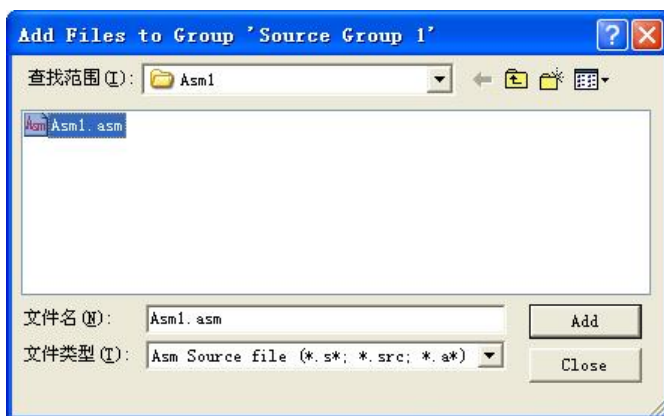 Add Files to Group 'Source Group 1'
查找范围(I):
Asm1
Asm1.asm
文件名(N):
Asm1.asm
Add
文件类型(T):
Asm Source file (*.s*; *.src; *.a*)
Close